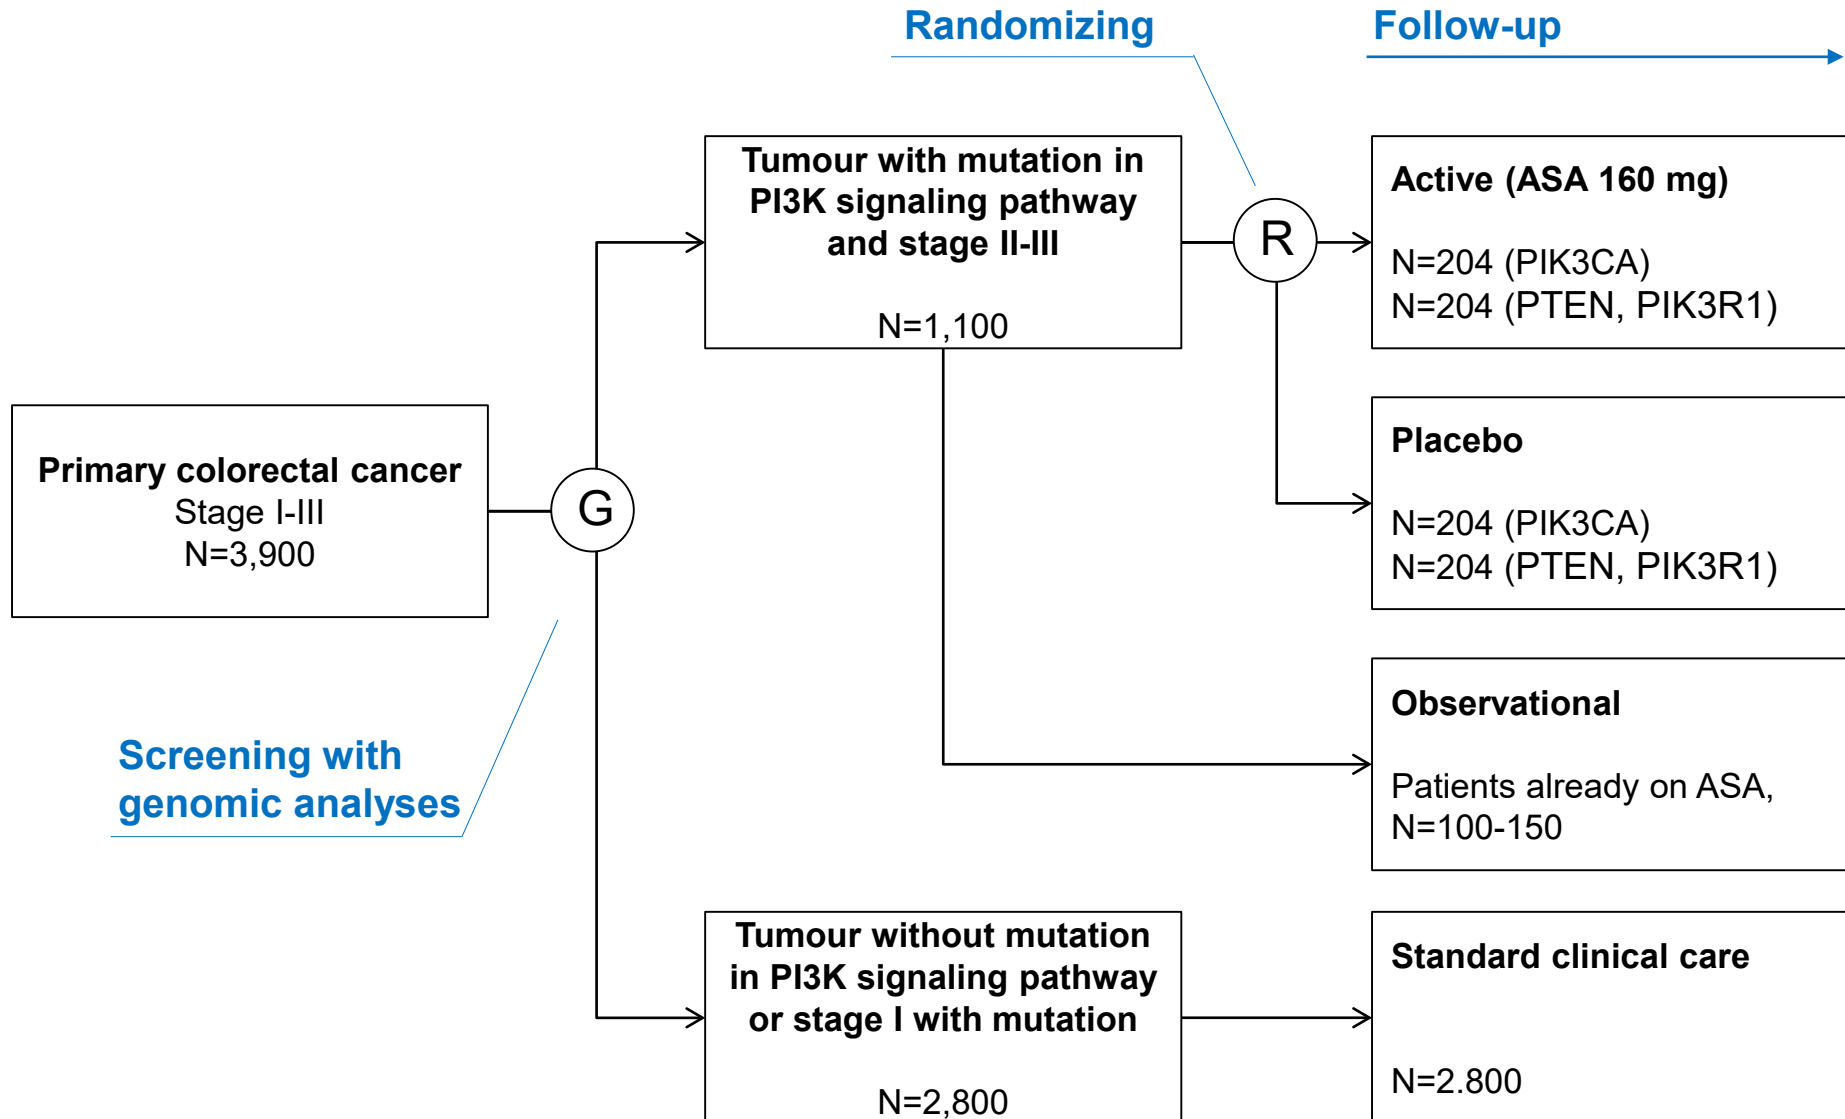 Randomizing
Follow-up
Tumour with mutation in
PI3K signaling pathway
and stage II-III
N=1,100
R
Active (ASA 160 mg)
N=204 (PIK3CA)
N=204 (PTEN, PIK3R1)
Primary colorectal cancer
Stage I-III
N=3,900
G
Placebo
N=204 (PIK3CA)
N=204 (PTEN, PIK3R1)
Screening with
genomic analyses
Observational
Patients already on ASA,
N=100-150
Tumour without mutation
in PI3K signaling pathway
or stage I with mutation
N=2,800
Standard clinical care
N=2.800